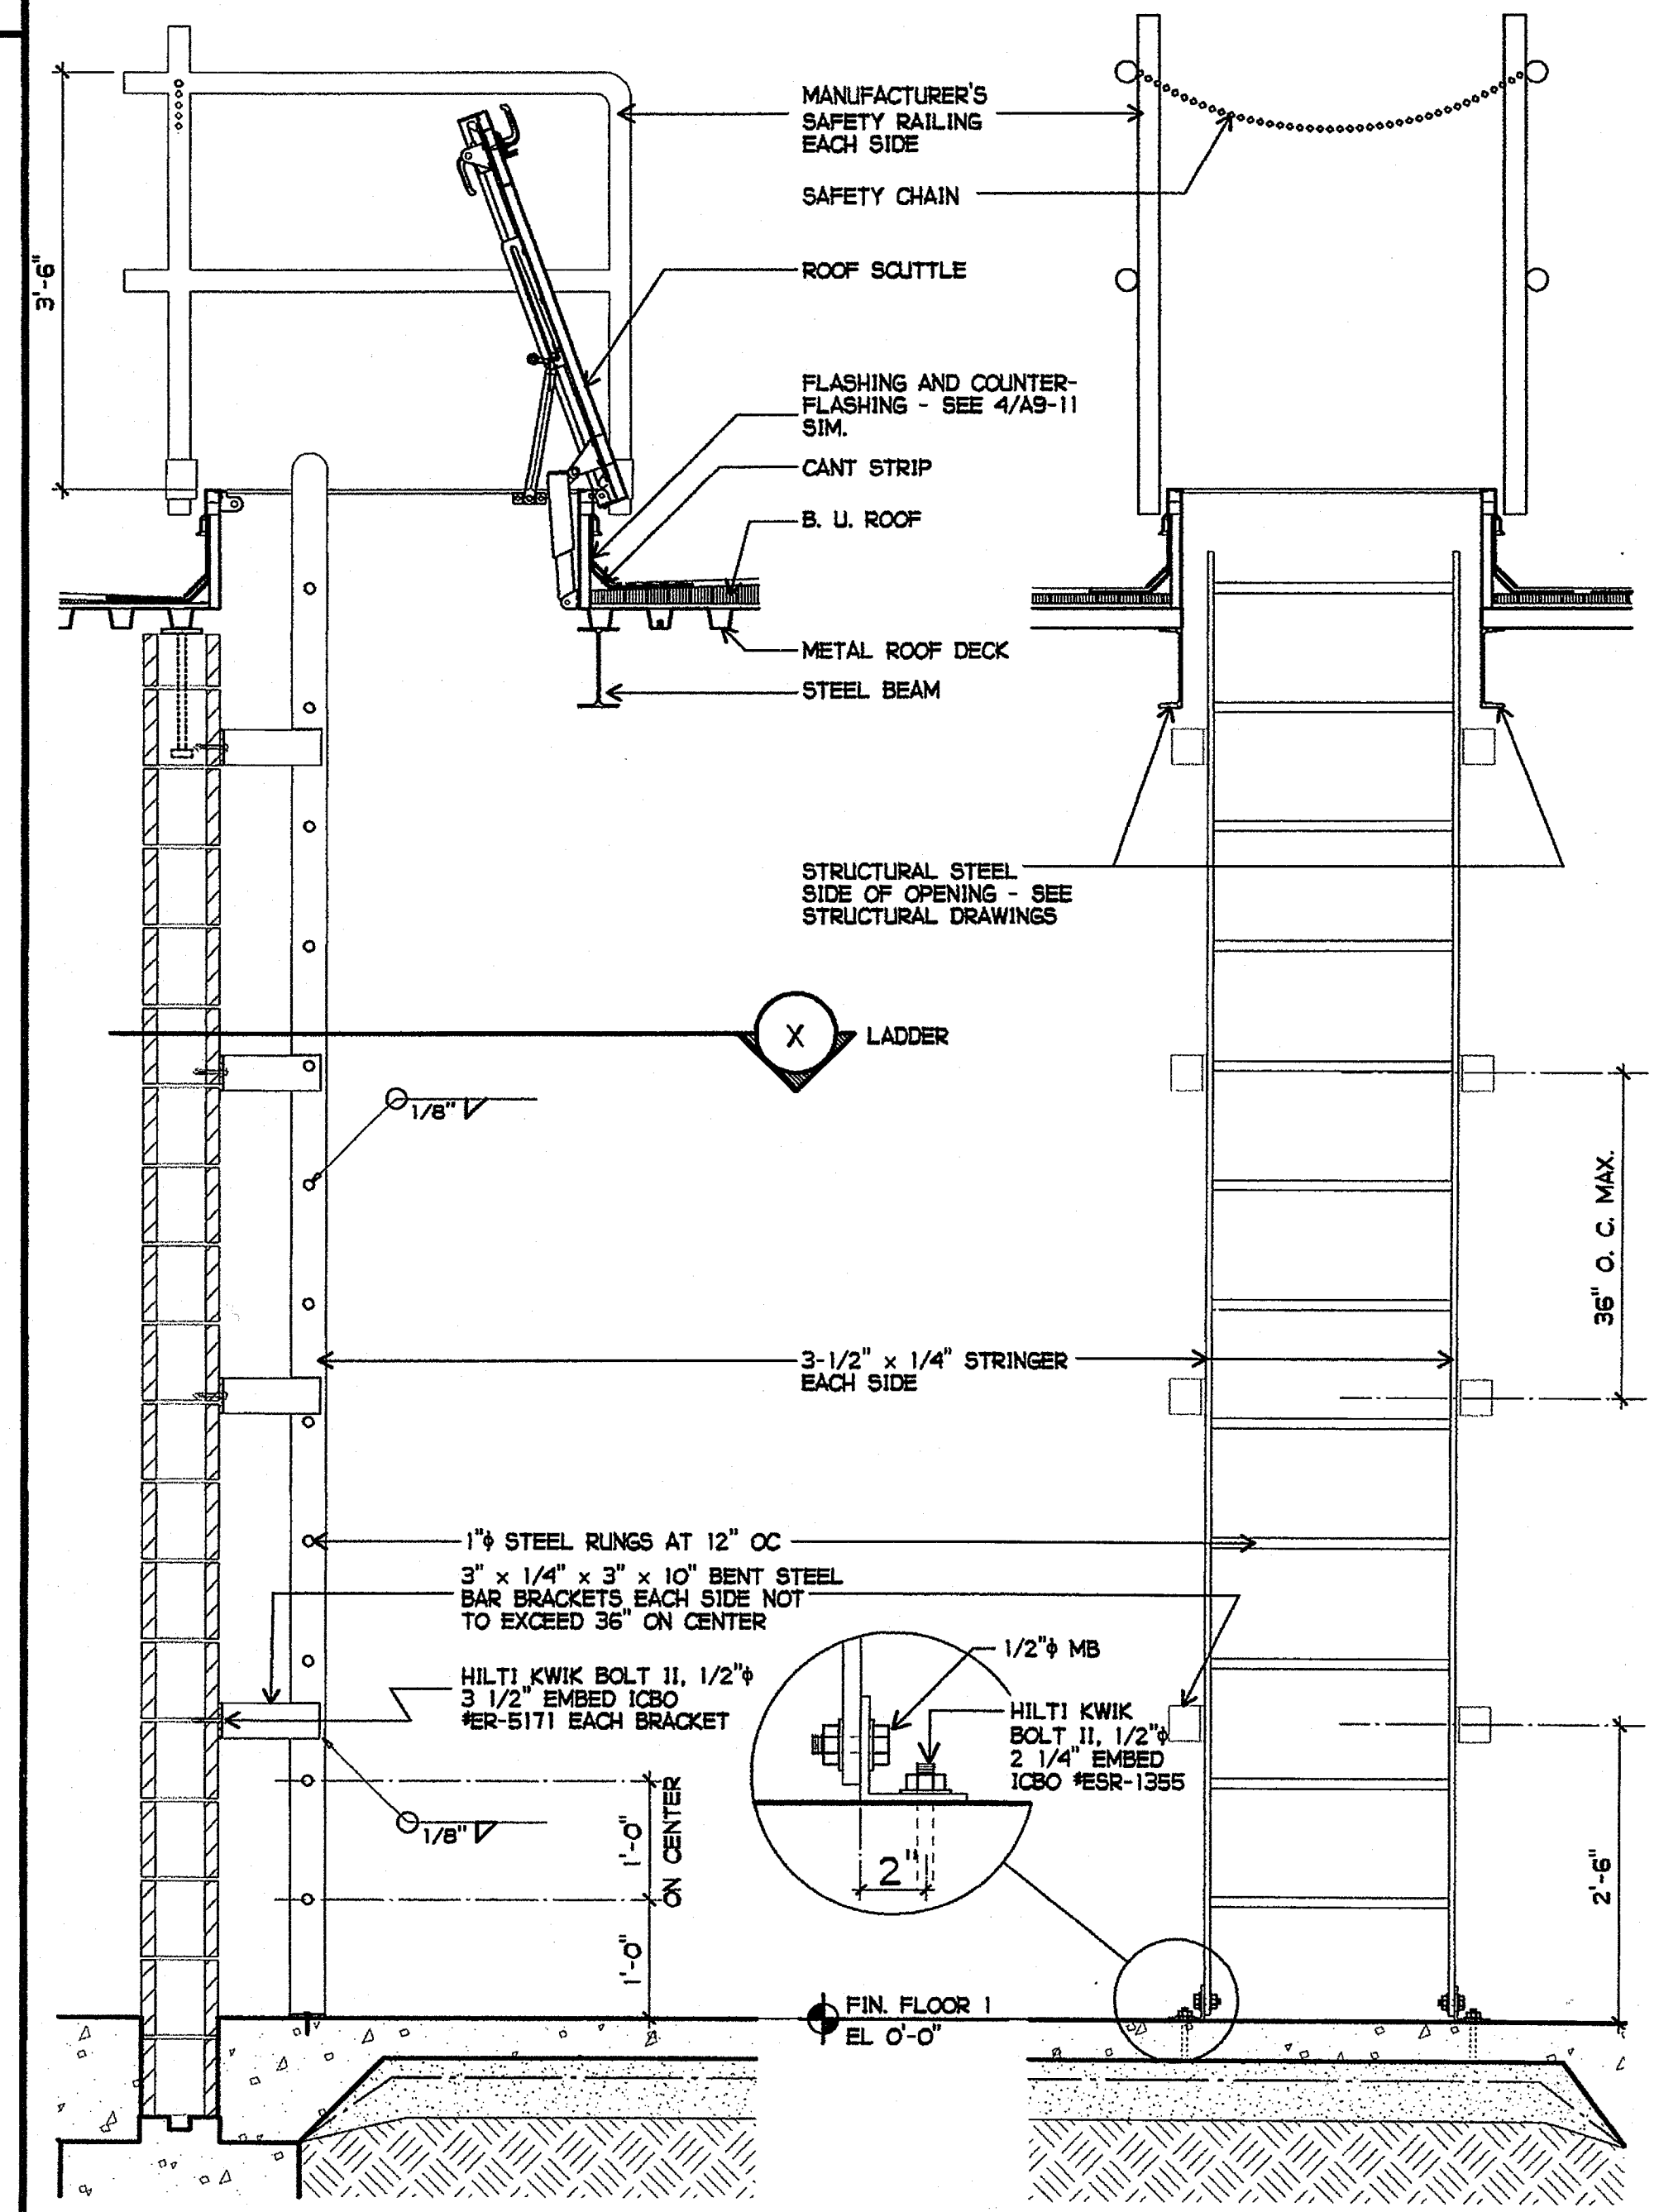 MANUFACTURER'S
SAFETY RAILING
EACH SIDE
SAFETY CHAIN
ROOF SCUTTLE
3'-6"
FLASHING AND COUNTER-
FLASHING - SEE 4/A9-11
SIM.
CANT STRIP
B. U. ROOF
METAL ROOF DECK
STEEL BEAM
STRUCTURAL STEEL
SIDE OF OPENING - SEE
STRUCTURAL DRAWINGS
X LADDER
1/8"
36" O. C. MAX.
3-1/2" x 1/4" STRINGER
EACH SIDE
1"ϕ STEEL RUNGS AT 12" OC
3" x 1/4" x 3" x 10" BENT STEEL
BAR BRACKETS EACH SIDE NOT
TO EXCEED 36" ON CENTER
HILTI KWIK BOLT II, 1/2"ϕ
3 1/2" EMBED ICBO
#ER-5171 EACH BRACKET
1/2"ϕ MB
HILTI KWIK
BOLT II, 1/2"ϕ
2 1/4" EMBED
ICBO #ESR-1355
2"
1/8"
1'-0"
ON CENTER
1'-0"
2'-6"
FIN. FLOOR 1
EL 0'-0"